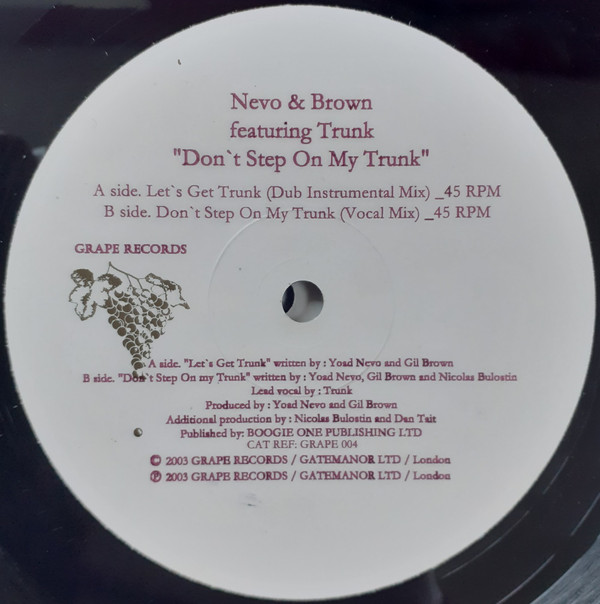 Nevo & Brown
featuring Trunk
"Don`t Step On My Trunk"
A side. Let`s Get Trunk (Dub Instrumental Mix) _45 RPM
B side. Don`t Step On My Trunk (Vocal Mix) _45 RPM
GRAPE RECORDS
A side. "Let`s Get Trunk" written by : Yoad Nevo and Gil Brown
B side. "Don`t Step On my Trunk" written by : Yoad Nevo, Gil Brown and Nicolas Bulostin
Lead vocal by : Trunk
Produced by : Yoad Nevo and Gil Brown
Additional production by : Nicolas Bulostin and Dan Tait
Published by: BOOGIE ONE PUBLISHING LTD
CAT REF: GRAPE 004
© 2003 GRAPE RECORDS / GATEMANOR LTD / London
℗ 2003 GRAPE RECORDS / GATEMANOR LTD / London